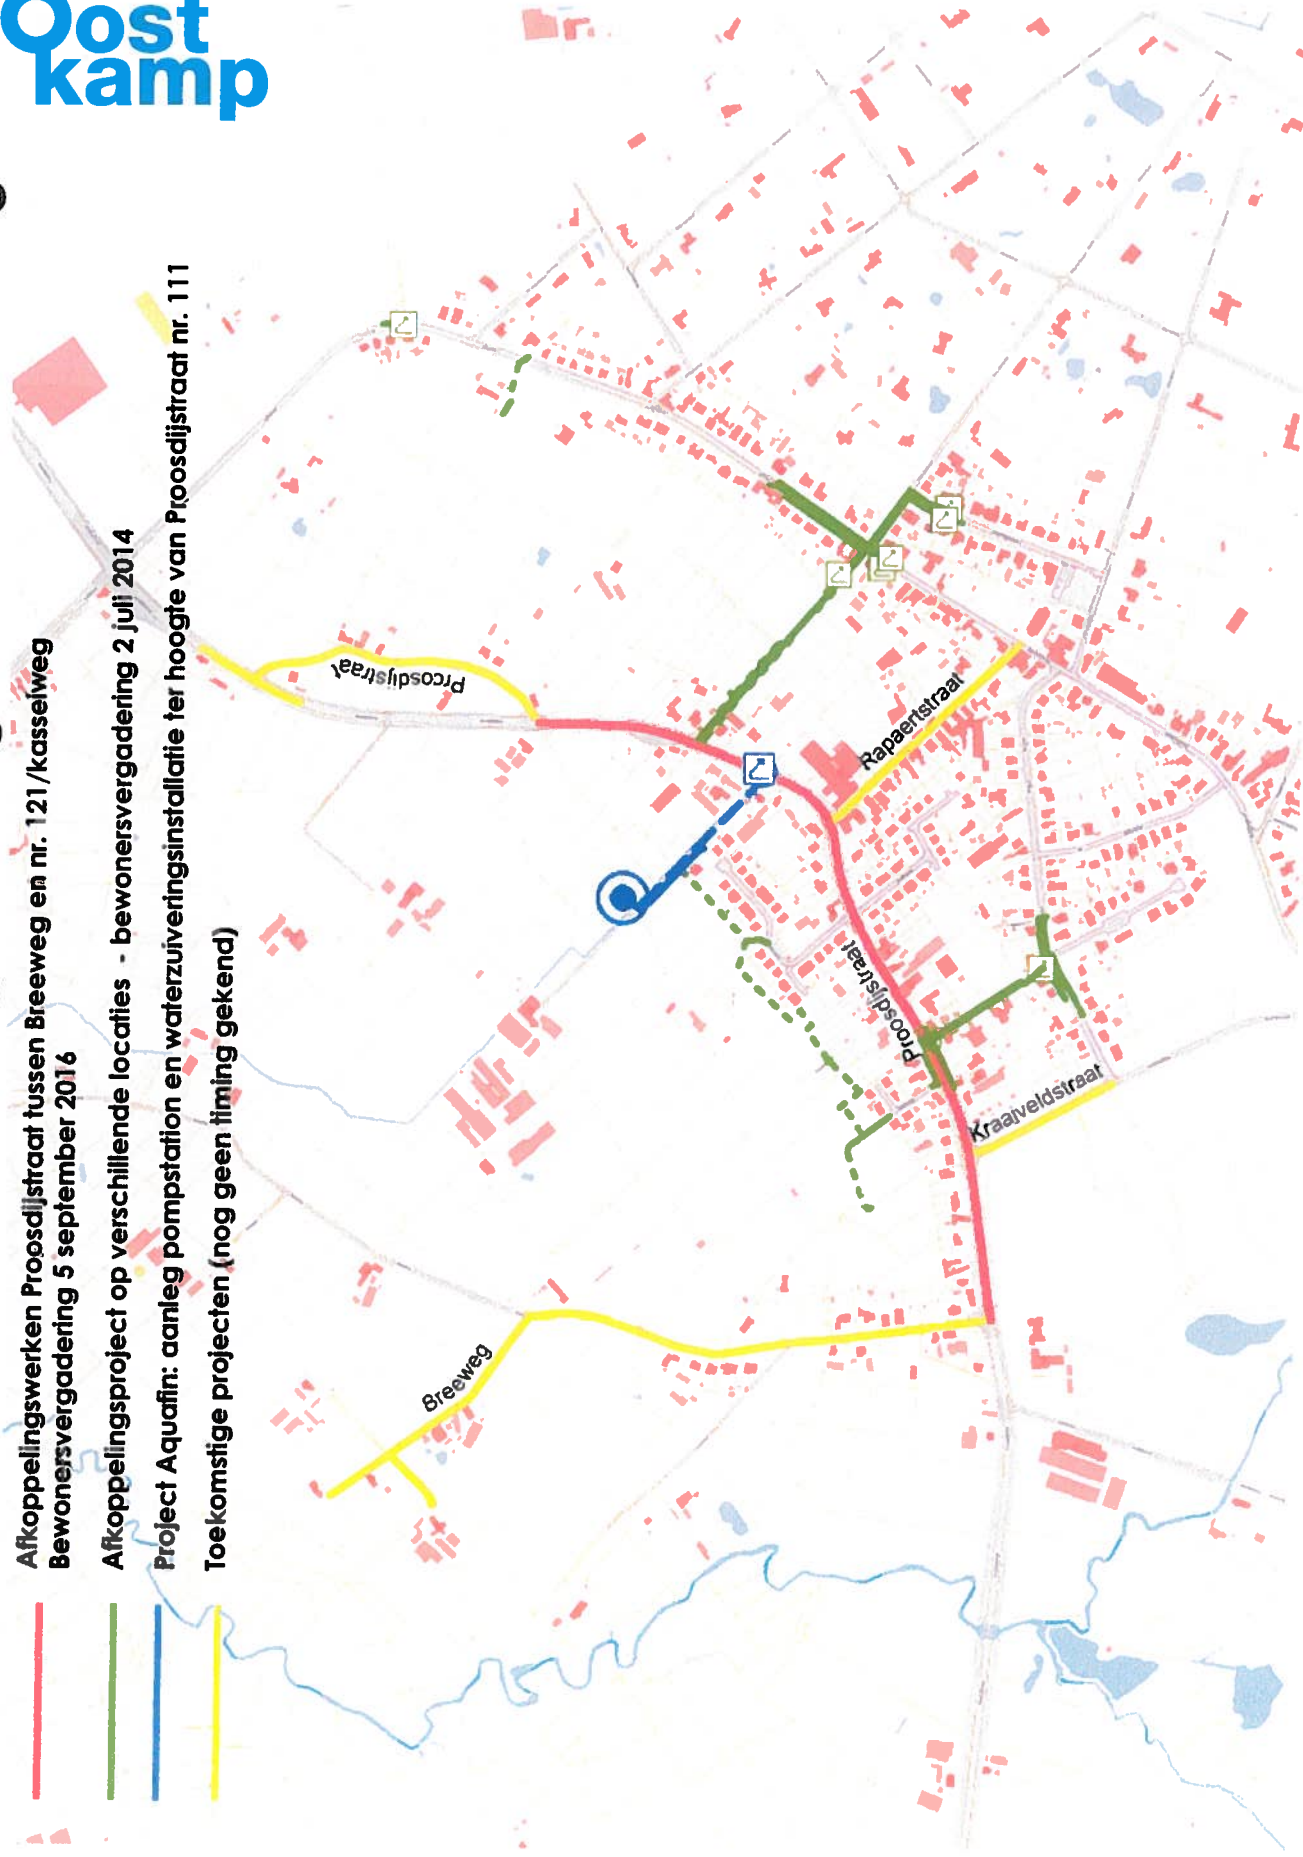 Oost
kamp
Afkoppelingswerken Proosdijstraat tussen Breeweg en nr. 121/kasseiweg
Bewonersvergadering 5 september 2016
Afkoppelingsproject op verschillende locaties - bewonersvergadering 2 juli 2014
Project Aquafin: aanleg pompstation en waterzuiveringsinstallatie ter hoogte van Proosdijstraat nr. 111
Toekomstige projecten (nog geen timing gekend)
Proosdijstraat
Rapaertstraat
Proosdijstraat
Kraaiveldstraat
Breeweg